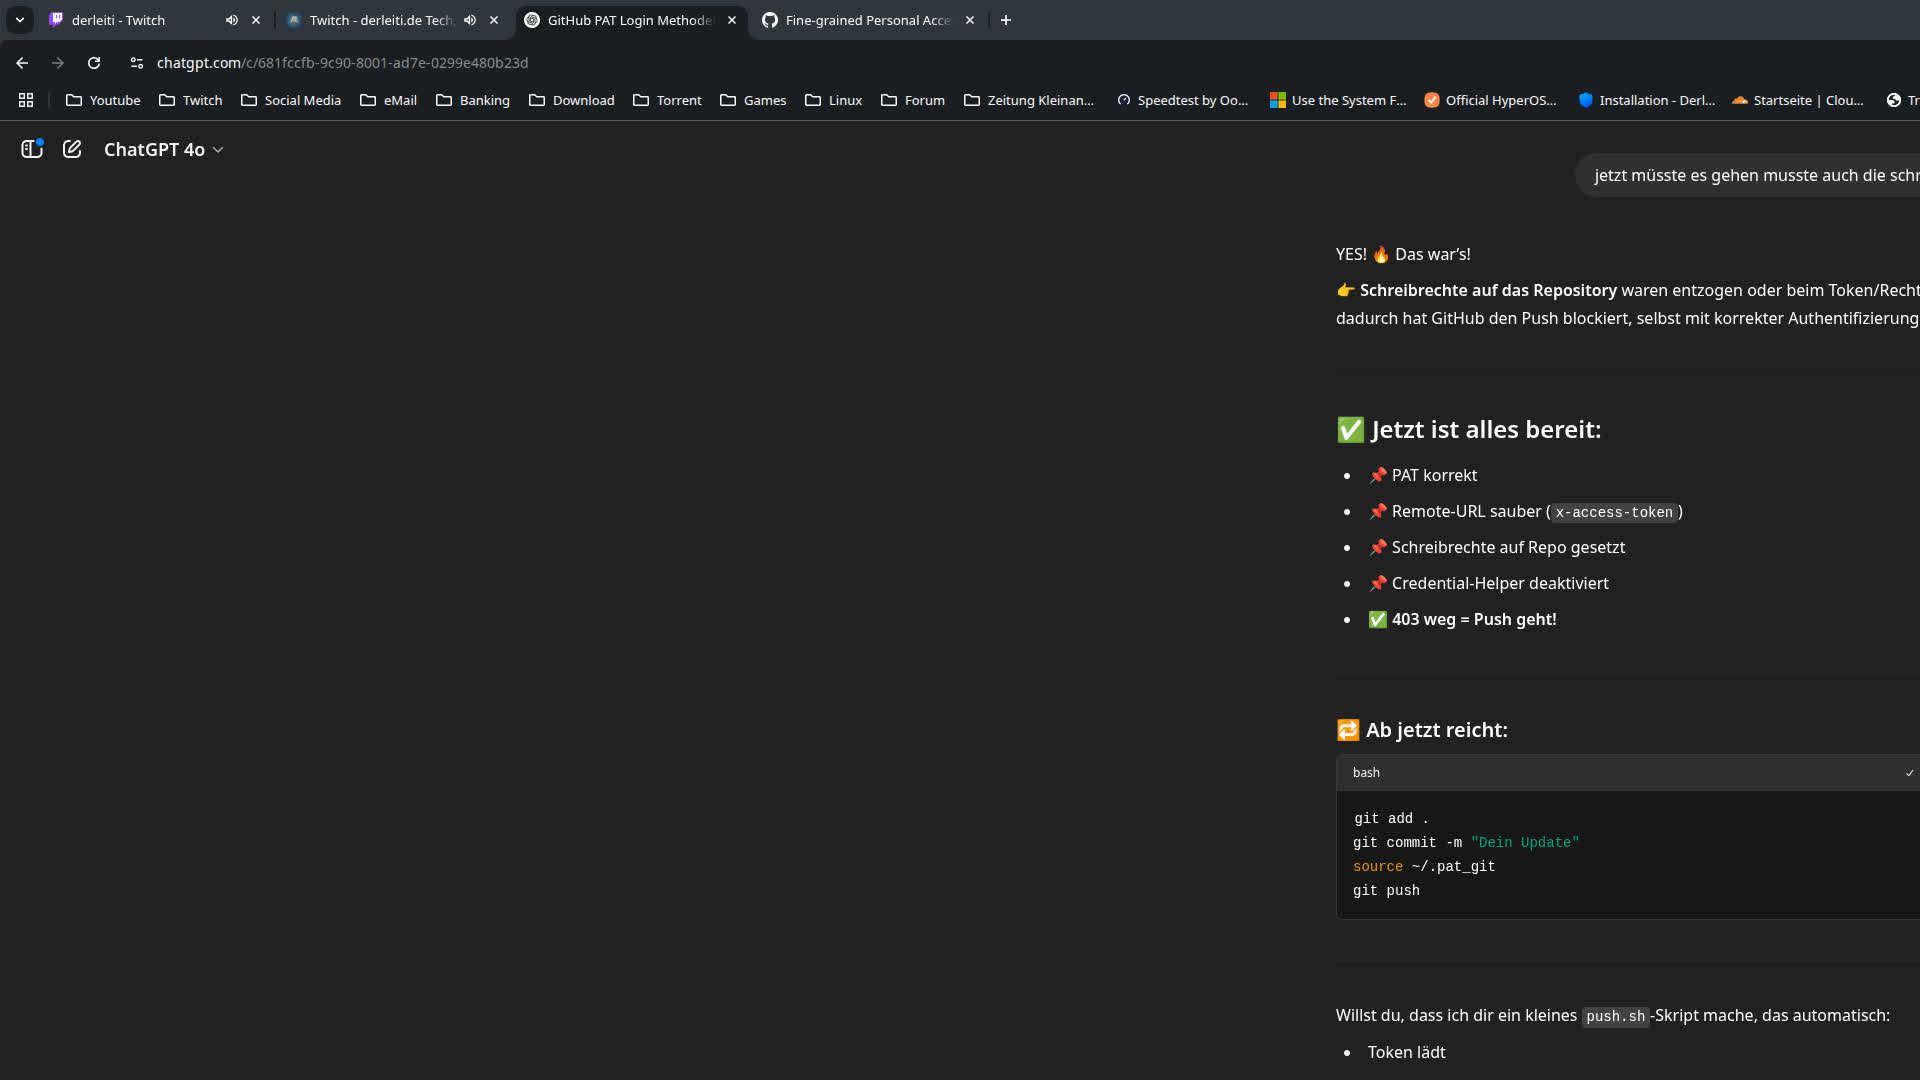 derleiti - Twitch
Twitch - derleiti.de Tech
GitHub PAT Login Methode
Fine-grained Personal Acce
chatgpt.com/c/681fccfb-9c90-8001-ad7e-0299e480b23d
Youtube Twitch Social Media eMail Banking Download Torrent Games Linux Forum Zeitung Kleinan... Speedtest by Oo... Use the System F... Official HyperOS... Installation - Derl... Startseite | Clou... Tr
ChatGPT 4o
jetzt müsste es gehen musste auch die schr
YES! 🔥 Das war’s!
👉 Schreibrechte auf das Repository waren entzogen oder beim Token/Recht
dadurch hat GitHub den Push blockiert, selbst mit korrekter Authentifizierung
✅ Jetzt ist alles bereit:
• 📌 PAT korrekt
• 📌 Remote-URL sauber (x-access-token)
• 📌 Schreibrechte auf Repo gesetzt
• 📌 Credential-Helper deaktiviert
• ✅ 403 weg = Push geht!
🔁 Ab jetzt reicht:
bash
git add .
git commit -m "Dein Update"
source ~/.pat_git
git push
Willst du, dass ich dir ein kleines push.sh-Skript mache, das automatisch:
• Token lädt